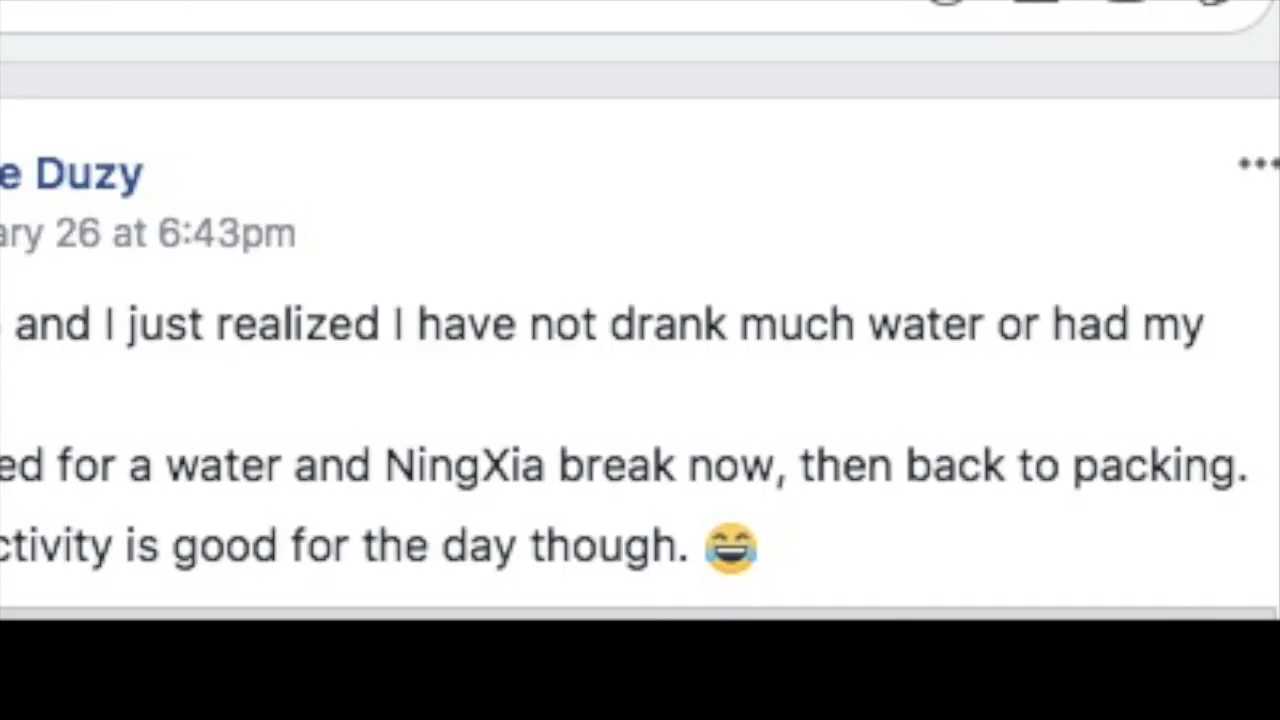 e Duzy
ary 26 at 6:43pm
and I just realized I have not drank much water or had my
ed for a water and NingXia break now, then back to packing.
ctivity is good for the day though. 😂